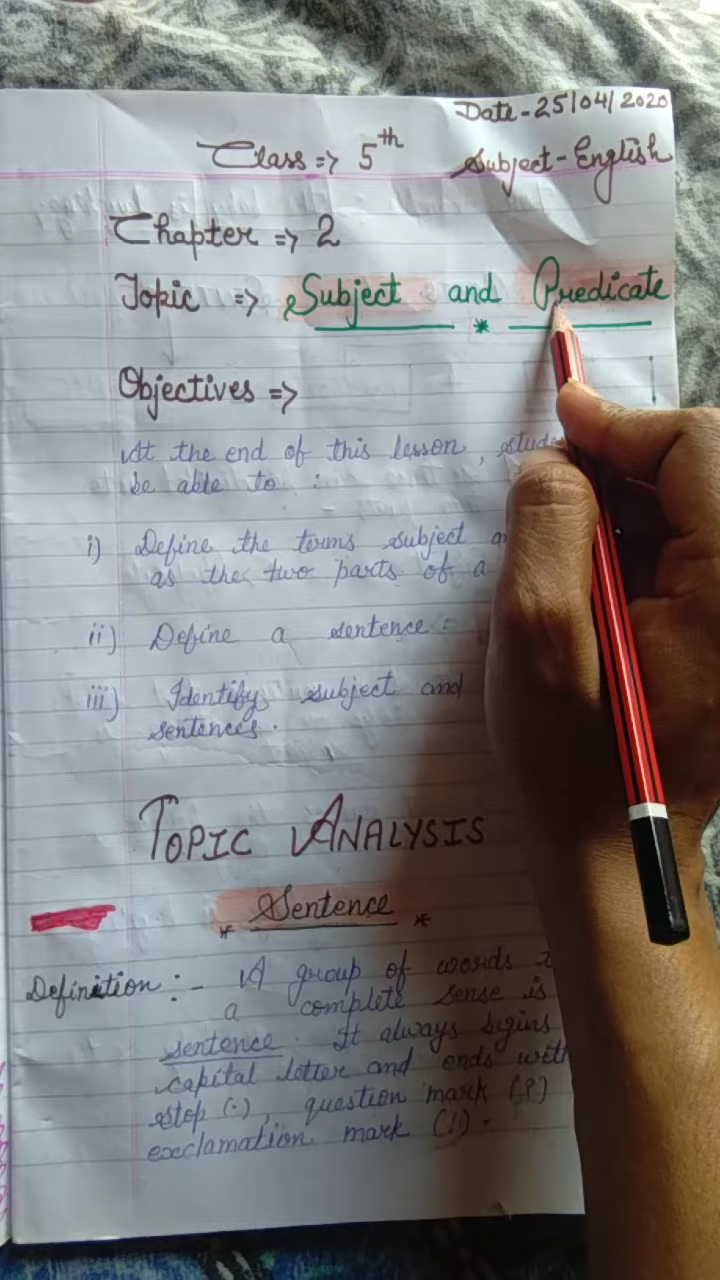 Date-25/04/2020
Class => 5th Subject-English
Chapter => 2
Topic => Subject and Predicate
*
Objectives =>
At the end of this lesson,
be able to :
i) Define the terms subject
as the two parts of a
ii) Define a sentence.
iii) Identify subject and
sentences.
TOPIC ANALYSIS
* Sentence *
Definition :- A group of words
a complete sense is
sentence. It always begins
capital letter and ends with
stop (.), question mark (?)
exclamation mark (!).